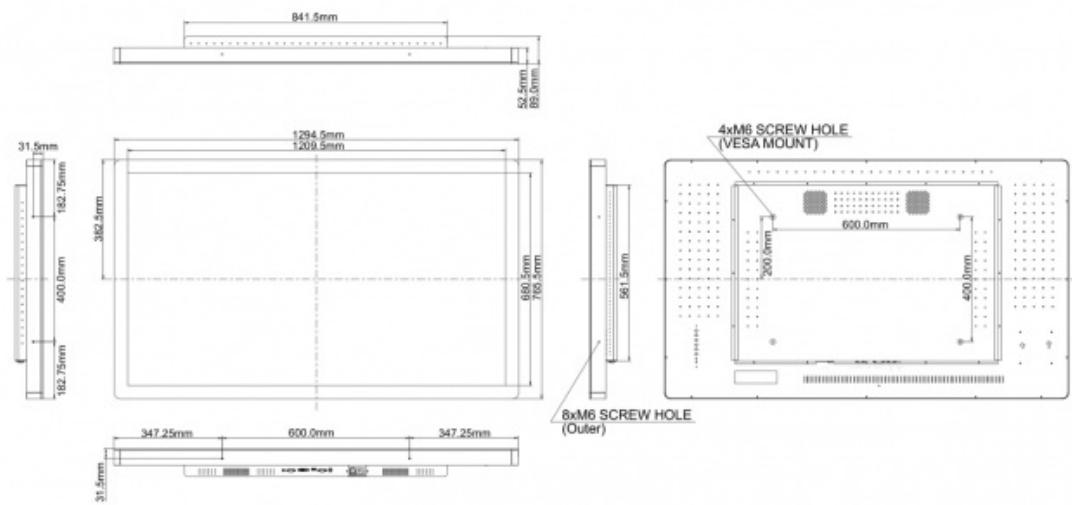 841.5mm
52.5mm
89.0mm
1294.5mm
1209.5mm
31.5mm
182.75mm
400.0mm
182.75mm
382.5mm
680.5mm
765.5mm
347.25mm
600.0mm
347.25mm
31.5mm
4xM6 SCREW HOLE
(VESA MOUNT)
561.5mm
600.0mm
200.0mm
400.0mm
8xM6 SCREW HOLE
(Outer)